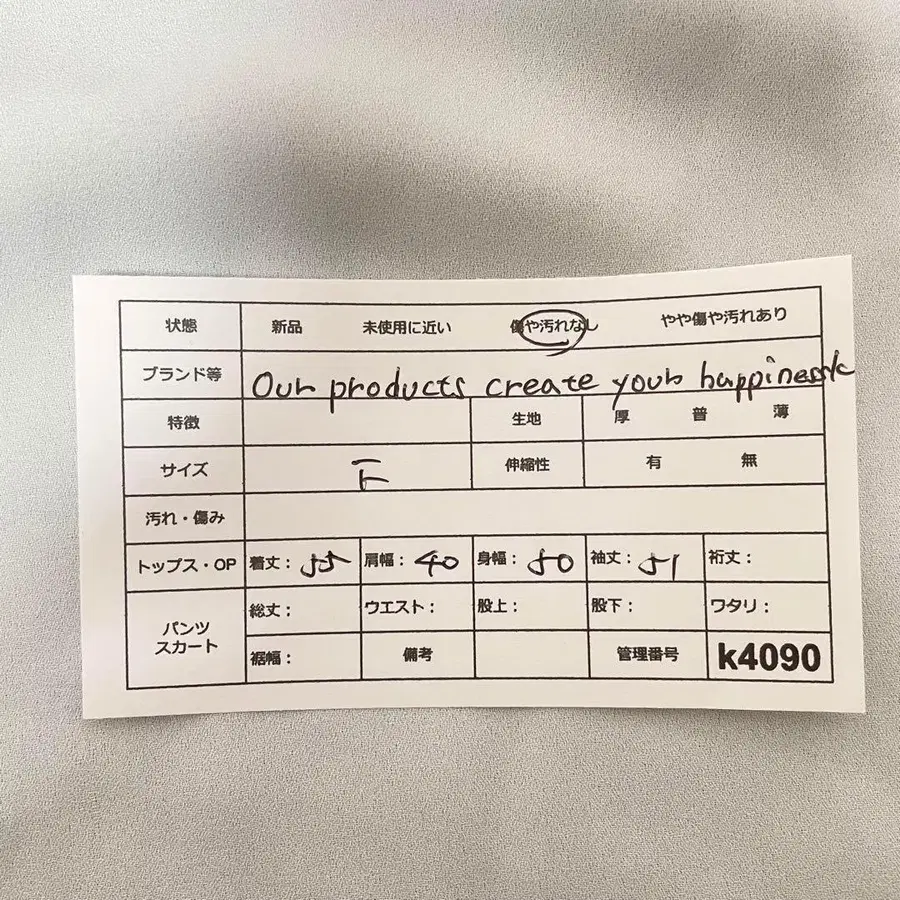 状態 新品 未使用に近い 傷や汚れなし やや傷や汚れあり
ブランド等 Our products create your happiness
特徴 生地 厚 普 薄
サイズ F 伸縮性 有 無
汚れ・傷み
トップス・OP 着丈： 55 肩幅： 40 身幅： 50 袖丈： 51 裄丈：
パンツ スカート 総丈： ウエスト： 股上： 股下： ワタリ：
裾幅： 備考 管理番号 k4090